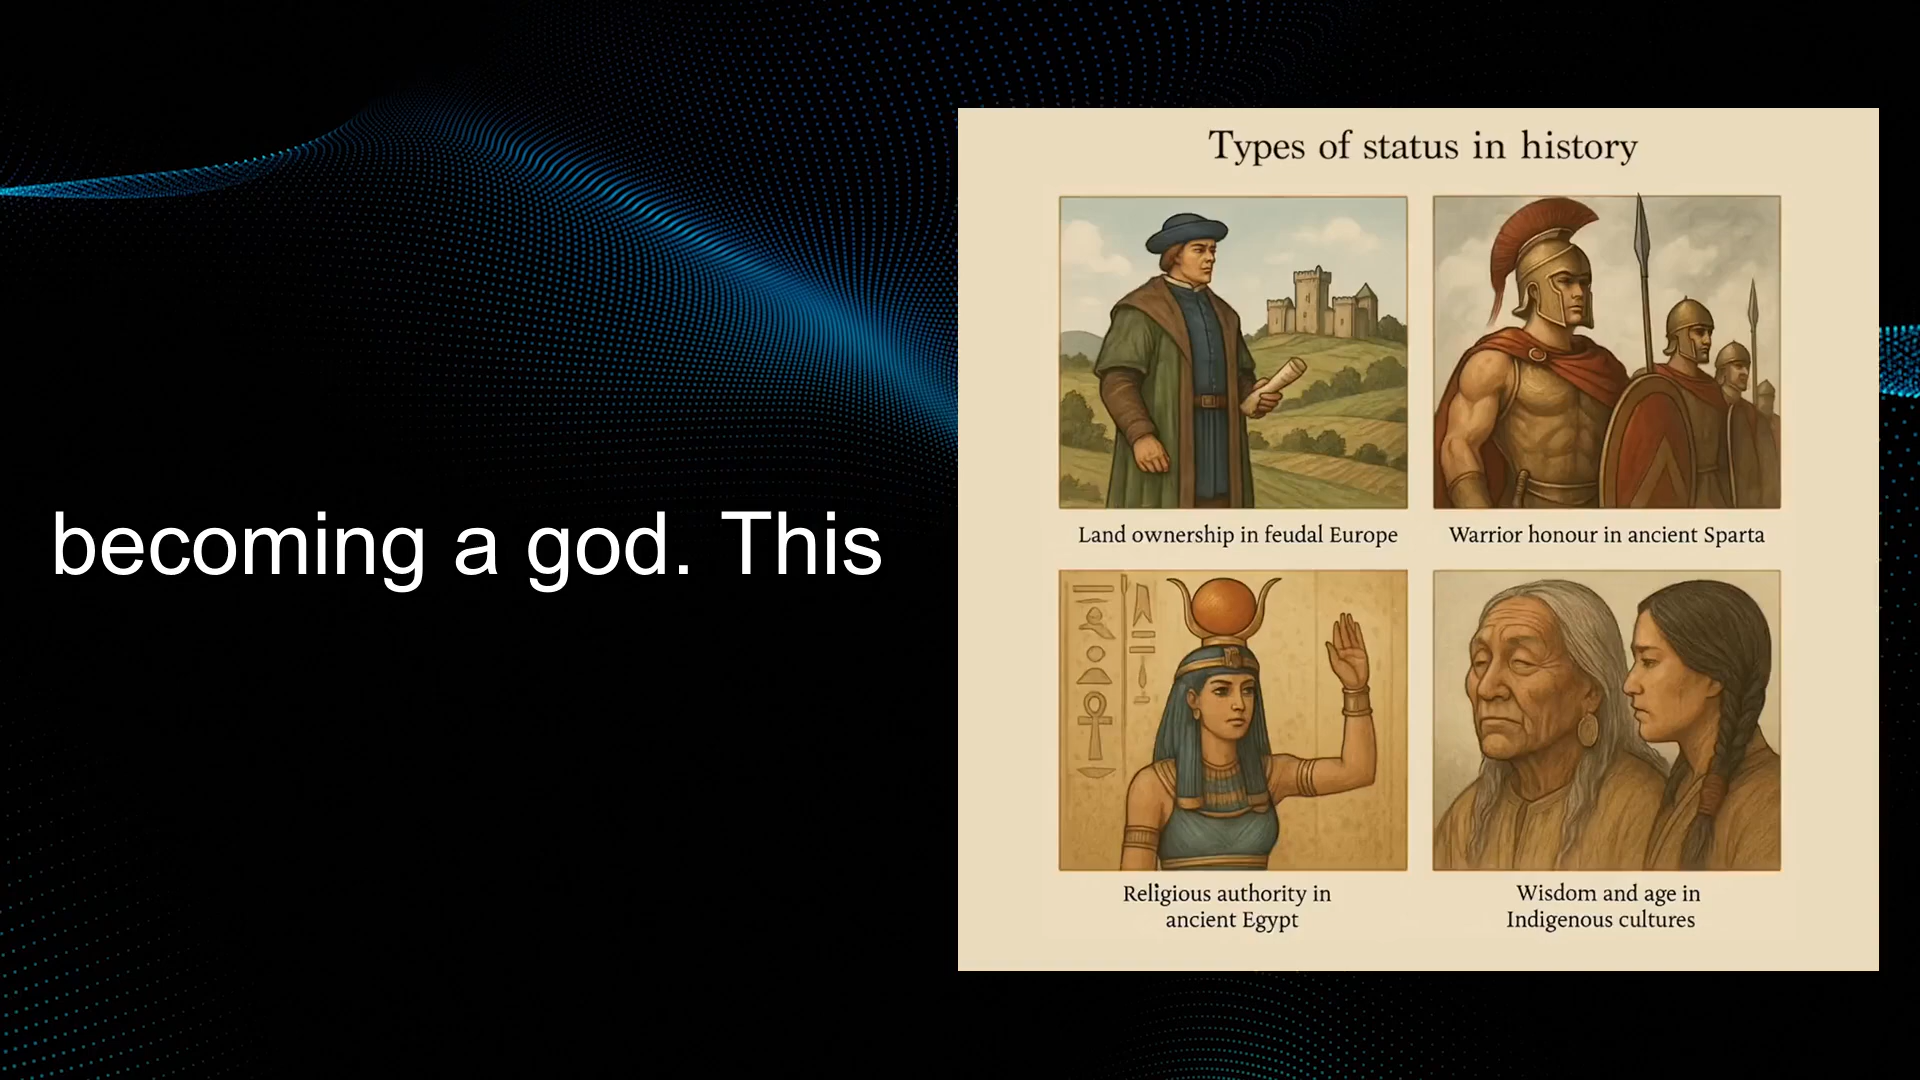 becoming a god. This
Types of status in history
Land ownership in feudal Europe
Warrior honour in ancient Sparta
Religious authority in
ancient Egypt
Wisdom and age in
Indigenous cultures